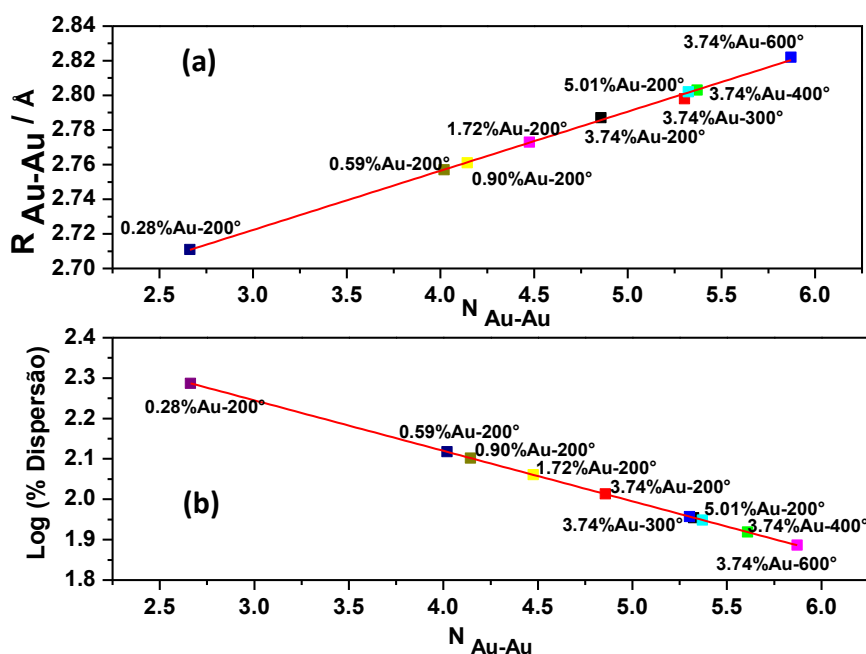 2.84
2.82
2.80
2.78
2.76
2.74
2.72
2.70
R Au-Au / Å
(a)
3.74%Au-600°
5.01%Au-200°
3.74%Au-400°
3.74%Au-300°
1.72%Au-200°
3.74%Au-200°
0.59%Au-200°
0.90%Au-200°
0.28%Au-200°
2.5 3.0 3.5 4.0 4.5 5.0 5.5 6.0
N Au-Au
2.4
2.3
2.2
2.1
2.0
1.9
1.8
Log (% Dispersão)
0.28%Au-200°
0.59%Au-200°
0.90%Au-200°
1.72%Au-200°
3.74%Au-200°
(b)
5.01%Au-200°
3.74%Au-300°
3.74%Au-400°
3.74%Au-600°
2.5 3.0 3.5 4.0 4.5 5.0 5.5 6.0
N Au-Au